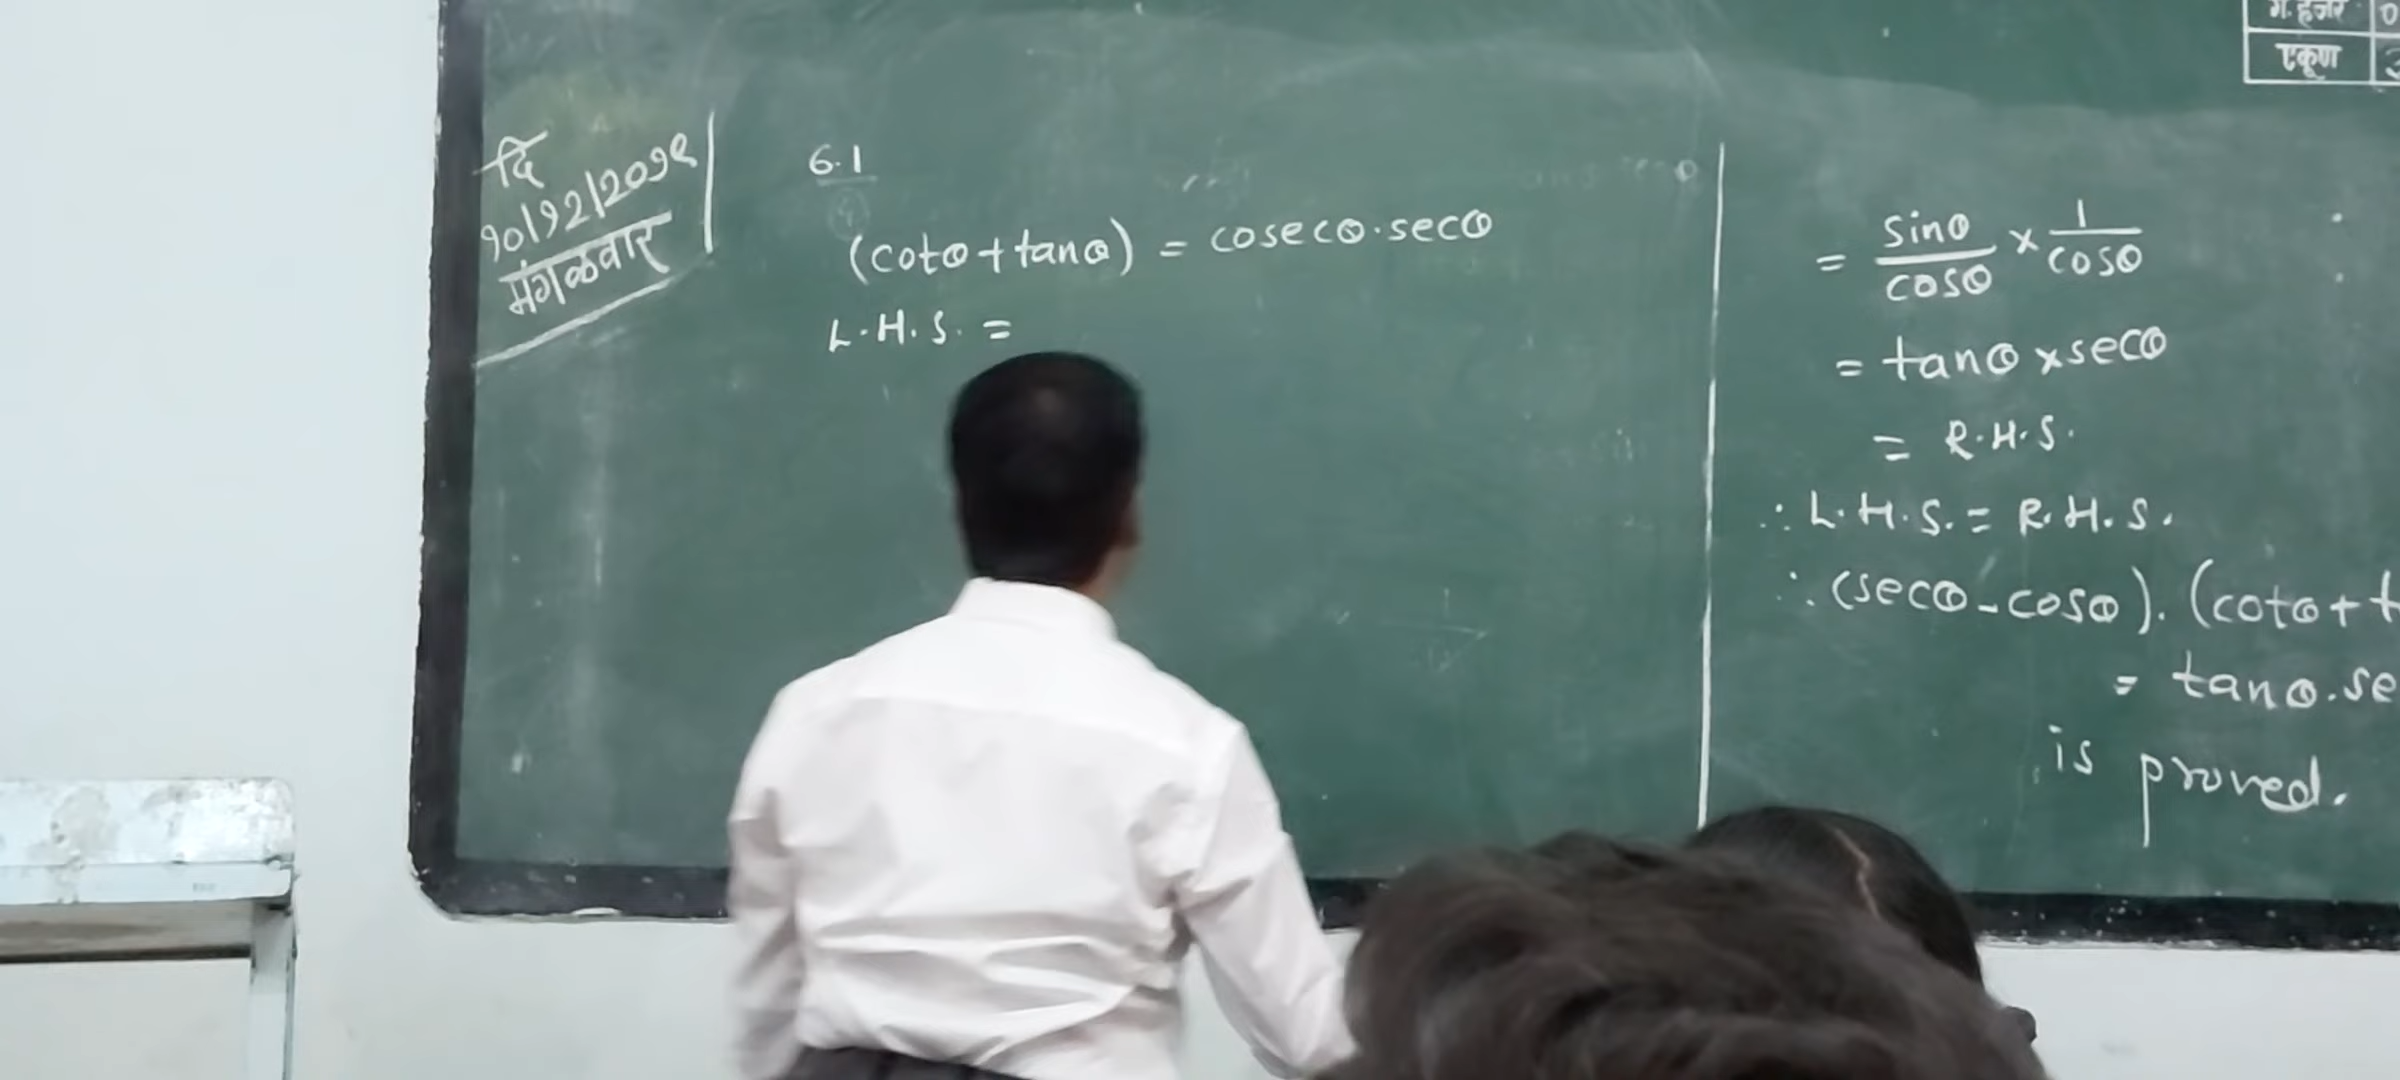 दि
१०/१२/२०१९
मंगळवार
6.1
(cotθ+tanθ) = cosecθ.secθ
L.H.S. =
= sinθ/cosθ × 1/cosθ
= tanθ × secθ
= R.H.S.
∴ L.H.S. = R.H.S.
∴ (secθ-cosθ). (cotθ+t
= tanθ.se
is proved.
ग.हजर 0
एकूण